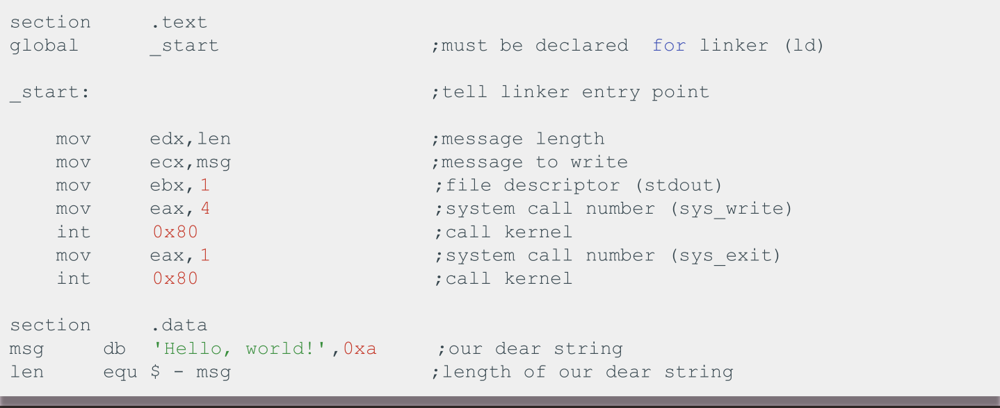 section     .text
global      _start                  ;must be declared  for linker (ld)
_start:                             ;tell linker entry point
    mov     edx,len                 ;message length
    mov     ecx,msg                 ;message to write
    mov     ebx,1                   ;file descriptor (stdout)
    mov     eax,4                   ;system call number (sys_write)
    int     0x80                    ;call kernel
    mov     eax,1                   ;system call number (sys_exit)
    int     0x80                    ;call kernel
section     .data
msg     db  'Hello, world!',0xa     ;our dear string
len     equ $ - msg                 ;length of our dear string